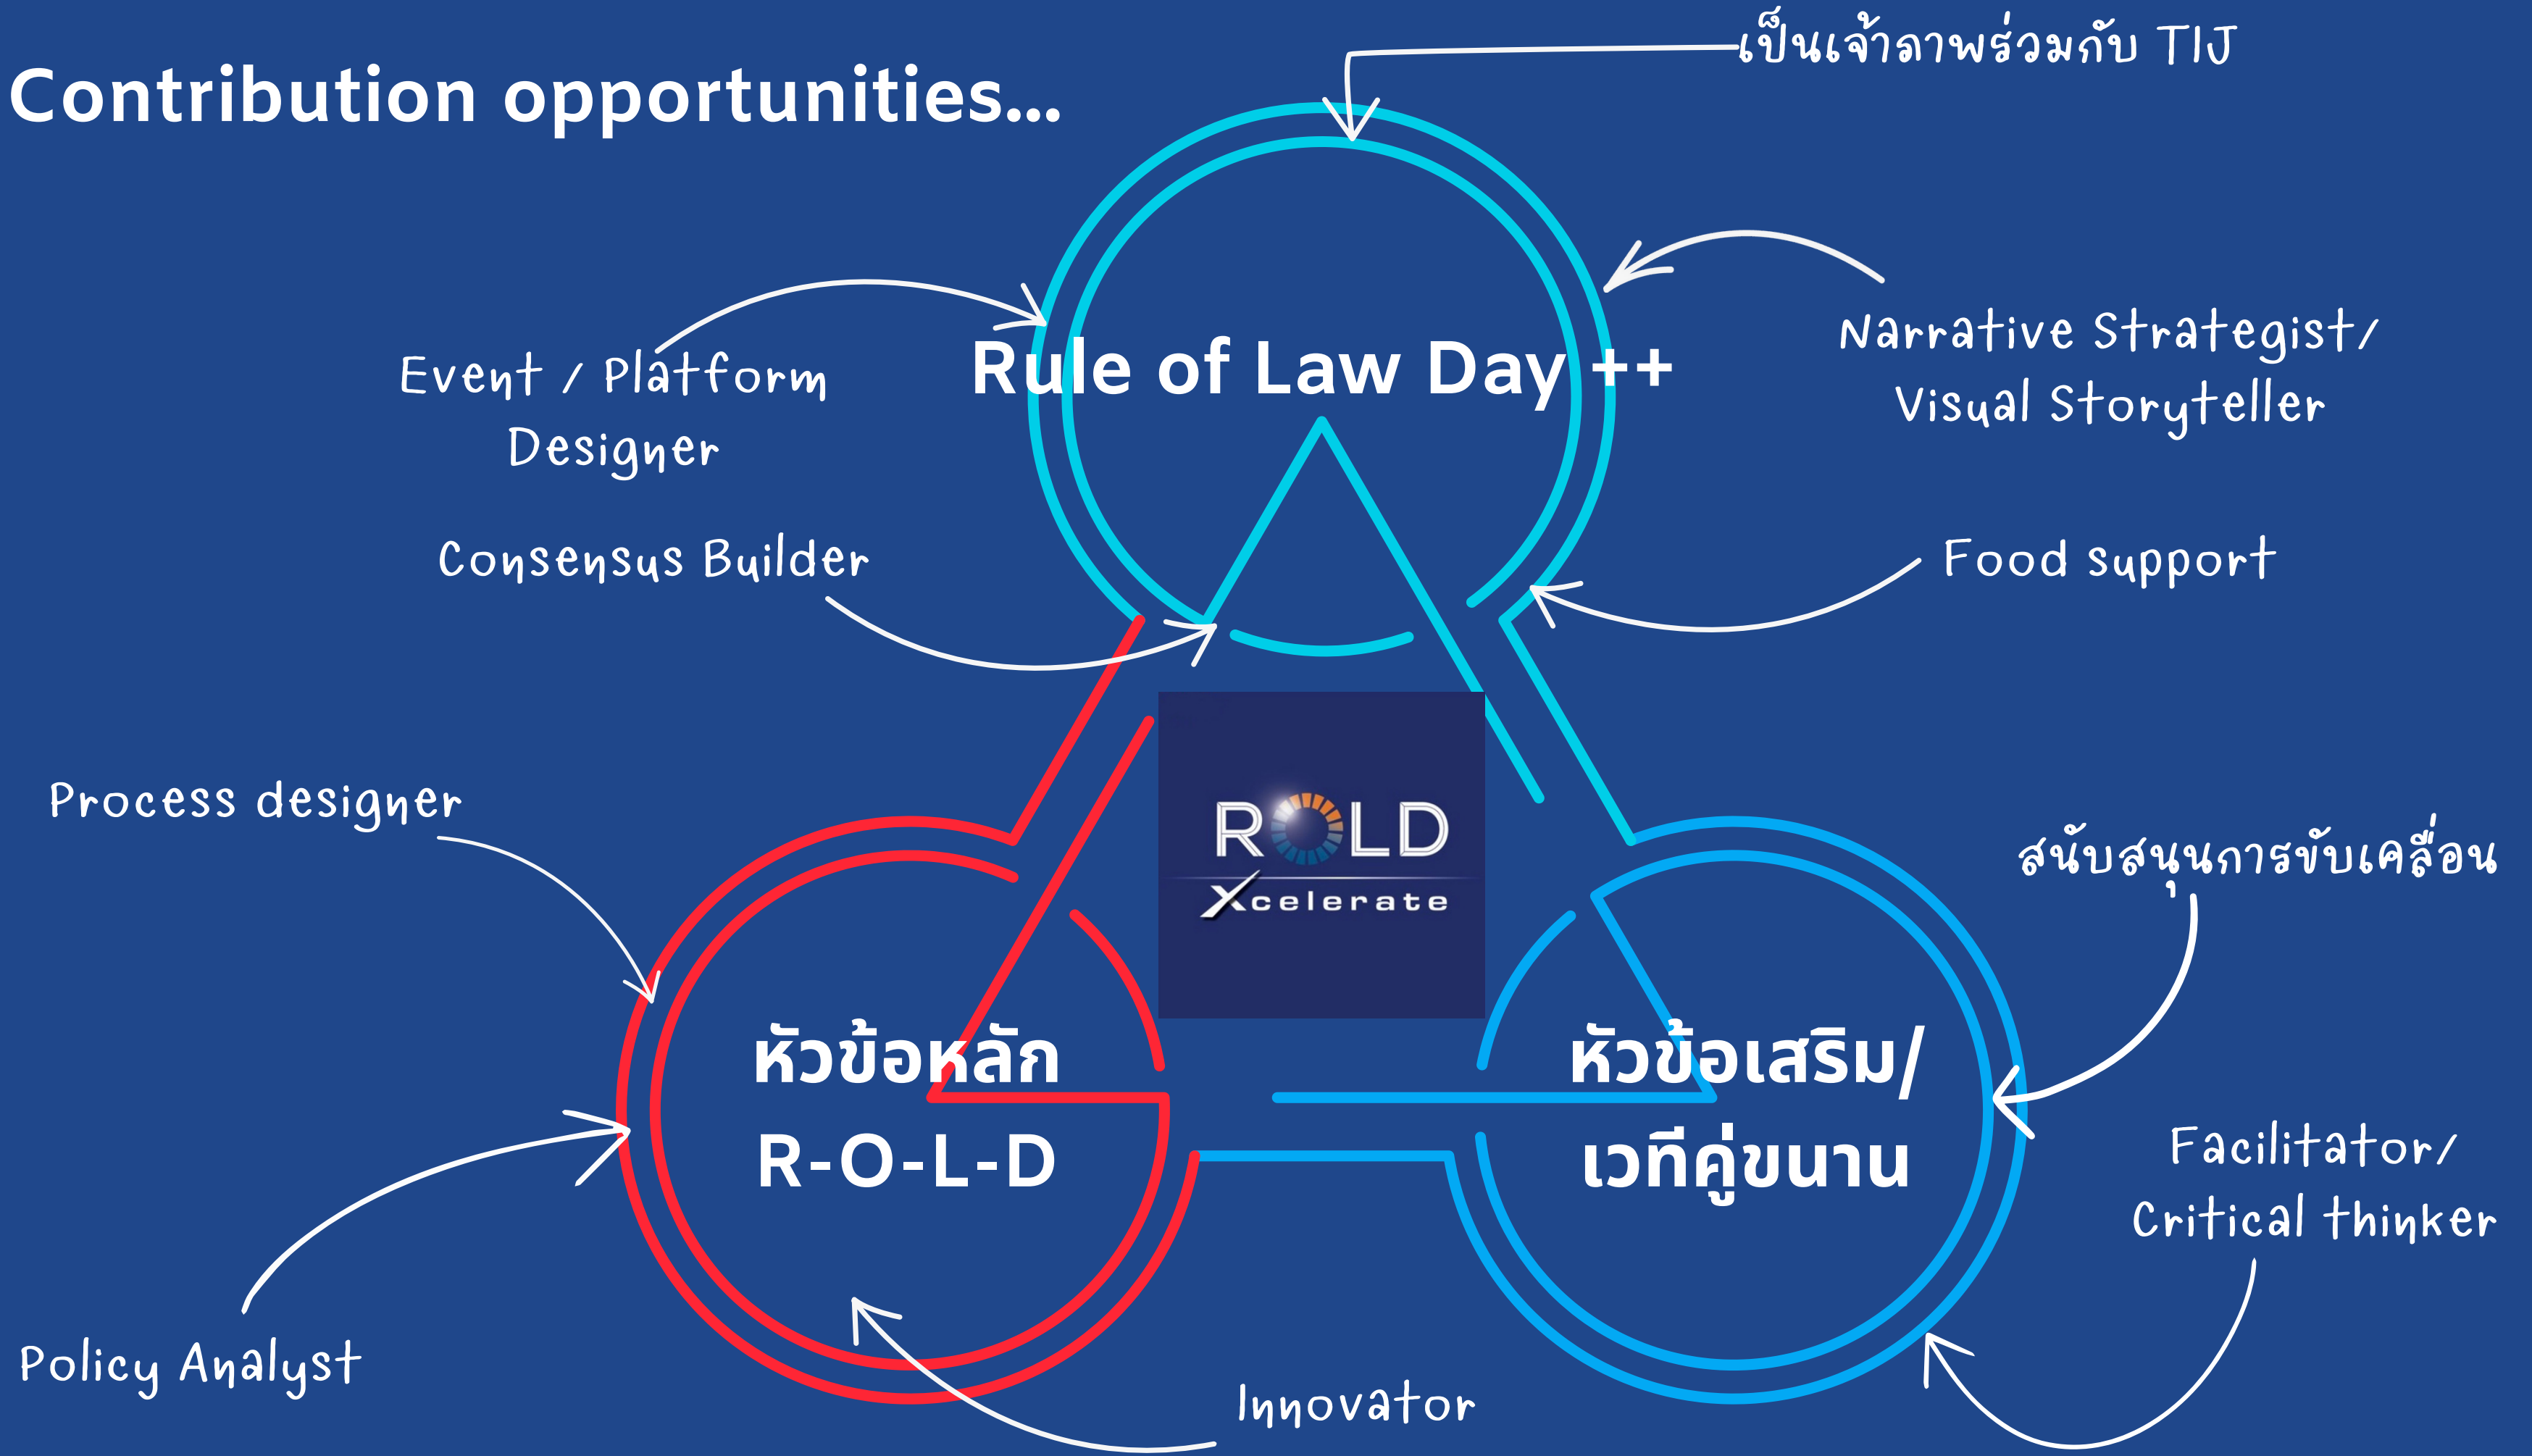 Contribution opportunities...
เป็นเจ้าภาพร่วมกับ TIJ
Event / Platform
Designer
Rule of Law Day ++
Narrative Strategist/
Visual Storyteller
Consensus Builder
Food support
Process designer
ROLD
Xcelerate
สนับสนุนการขับเคลื่อน
หัวข้อหลัก
R-O-L-D
หัวข้อเสริม/
เวทีคู่ขนาน
Facilitator/
Critical thinker
Policy Analyst
Innovator